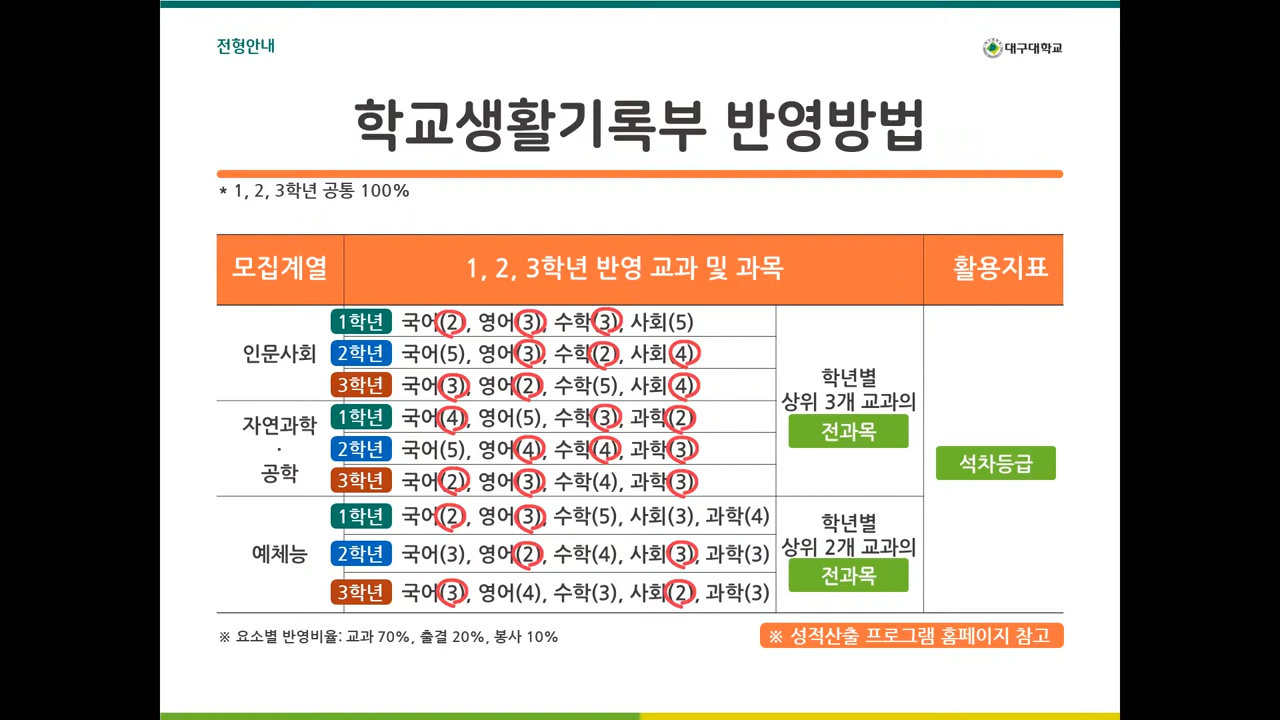 전형안내
대구대학교
학교생활기록부 반영방법
* 1, 2, 3학년 공통 100%
모집계열 1, 2, 3학년 반영 교과 및 과목 활용지표
인문사회
1학년 국어(2), 영어(3), 수학(3), 사회(5)
2학년 국어(5), 영어(3), 수학(2), 사회(4)
3학년 국어(3), 영어(2), 수학(5), 사회(4)
자연과학
·
공학
1학년 국어(4), 영어(5), 수학(3), 과학(2)
2학년 국어(5), 영어(4), 수학(4), 과학(3)
3학년 국어(2), 영어(3), 수학(4), 과학(3)
학년별
상위 3개 교과의
전과목
예체능
1학년 국어(2), 영어(3), 수학(5), 사회(3), 과학(4)
2학년 국어(3), 영어(2), 수학(4), 사회(3), 과학(3)
3학년 국어(3), 영어(4), 수학(3), 사회(2), 과학(3)
학년별
상위 2개 교과의
전과목
석차등급
※ 요소별 반영비율: 교과 70%, 출결 20%, 봉사 10%
※ 성적산출 프로그램 홈페이지 참고